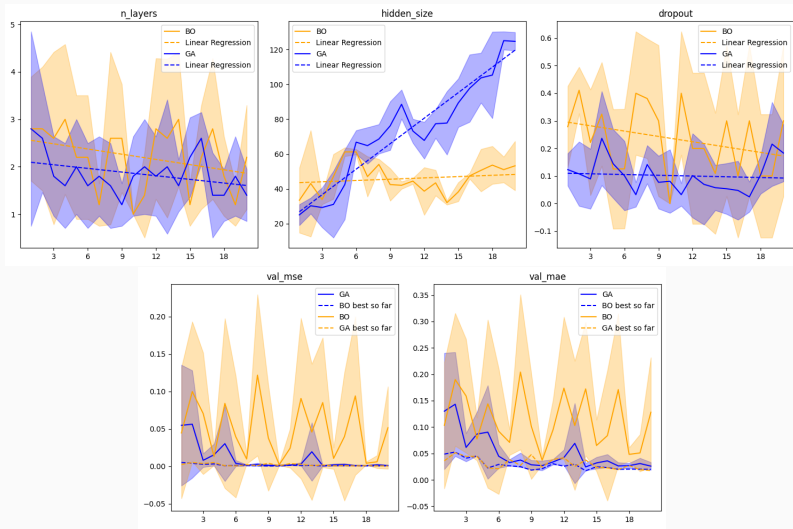 n_layers
5
4
3
2
1
3 6 9 12 15 18
BO
Linear Regression
GA
Linear Regression
hidden_size
120
100
80
60
40
20
3 6 9 12 15 18
BO
Linear Regression
GA
Linear Regression
dropout
0.6
0.5
0.4
0.3
0.2
0.1
0.0
−0.1
3 6 9 12 15 18
BO
Linear Regression
GA
Linear Regression
val_mse
0.20
0.15
0.10
0.05
0.00
−0.05
3 6 9 12 15 18
GA
BO best so far
BO
GA best so far
val_mae
0.35
0.30
0.25
0.20
0.15
0.10
0.05
0.00
−0.05
3 6 9 12 15 18
GA
BO best so far
BO
GA best so far